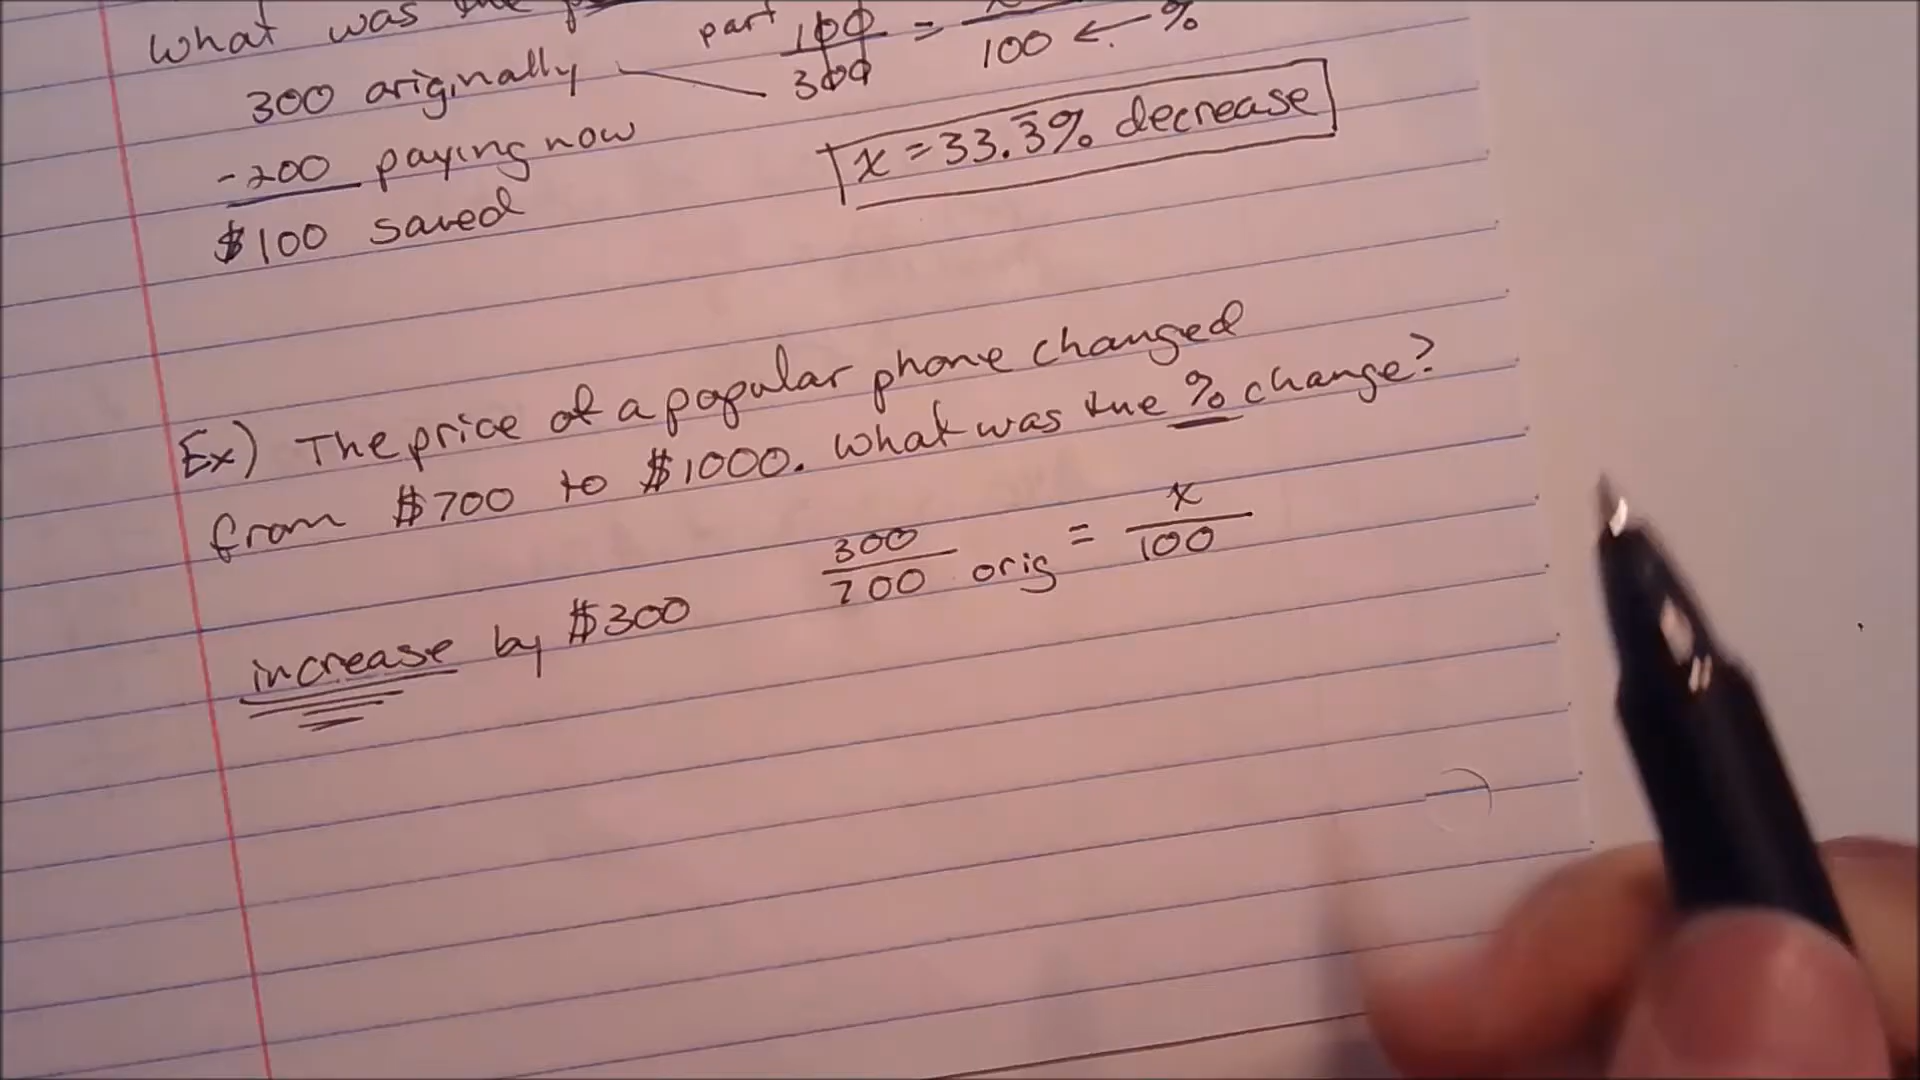 What was the
300 originally
-200 paying now
$100 saved
part 100/300 = x/100 ← %
x = 33.3̅% decrease
Ex) The price of a popular phone changed
from $700 to $1000. What was the % change?
increase by $300
300/700 orig = x/100